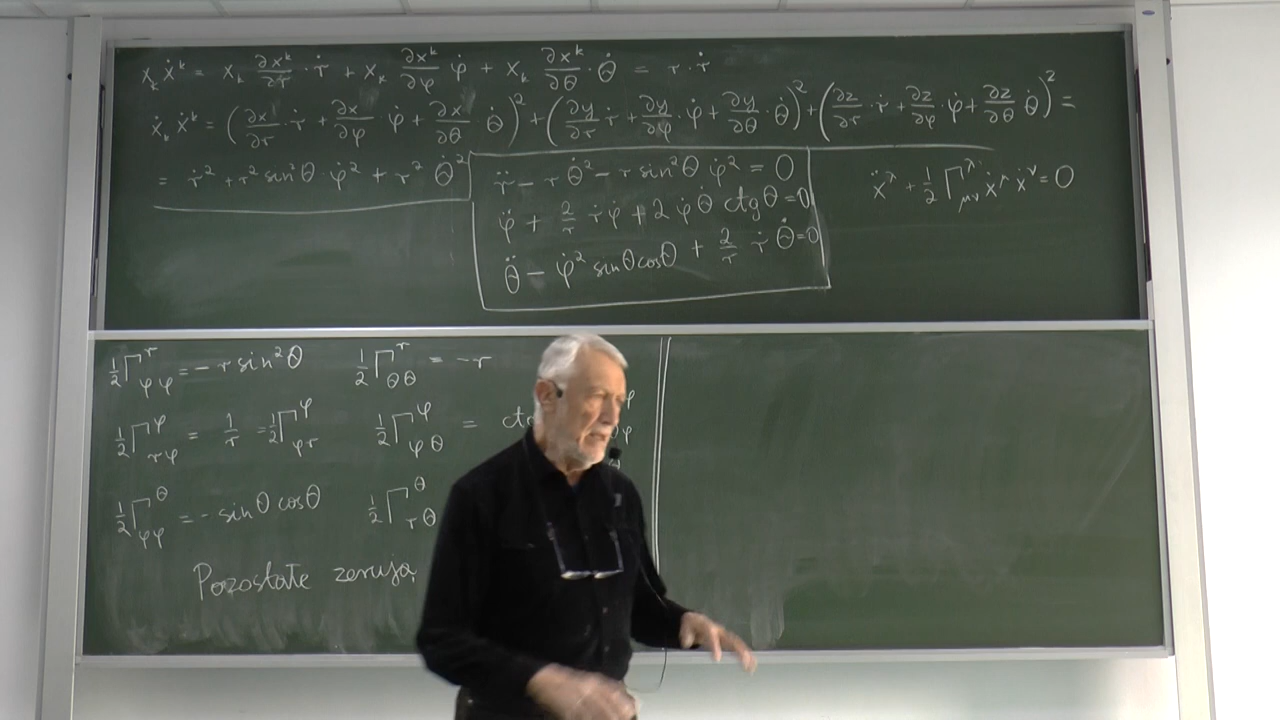 x_k ẋ^k = x_k ∂x^k/∂r · ṙ + x_k ∂x^k/∂φ φ̇ + x_k ∂x^k/∂θ · θ̇ = r · ṙ
ẋ_k ẋ^k = (∂x/∂r · ṙ + ∂x/∂φ · φ̇ + ∂x/∂θ · θ̇)² + (∂y/∂r · ṙ + ∂y/∂φ · φ̇ + ∂y/∂θ · θ̇)² + (∂z/∂r · ṙ + ∂z/∂φ · φ̇ + ∂z/∂θ θ̇)² =
= ṙ² + r² sin²θ · φ̇² + r² θ̇²
r̈ − r θ̇² − r sin²θ φ̇² = 0
φ̈ + 2/r ṙ φ̇ + 2 φ̇ θ̇ ctg θ = 0
θ̈ − φ̇² sinθ cosθ + 2/r ṙ θ̇ = 0
ẍ^λ + ½ Γ^λ_μν ẋ^μ ẋ^ν = 0
½ Γ^r_φφ = − r sin²θ ½ Γ^r_θθ = − r
½ Γ^φ_rφ = 1/r = ½ Γ^φ_φr ½ Γ^φ_φθ =
½ Γ^θ_φφ = − sinθ cosθ ½ Γ^θ_rθ
Pozostałe zerują